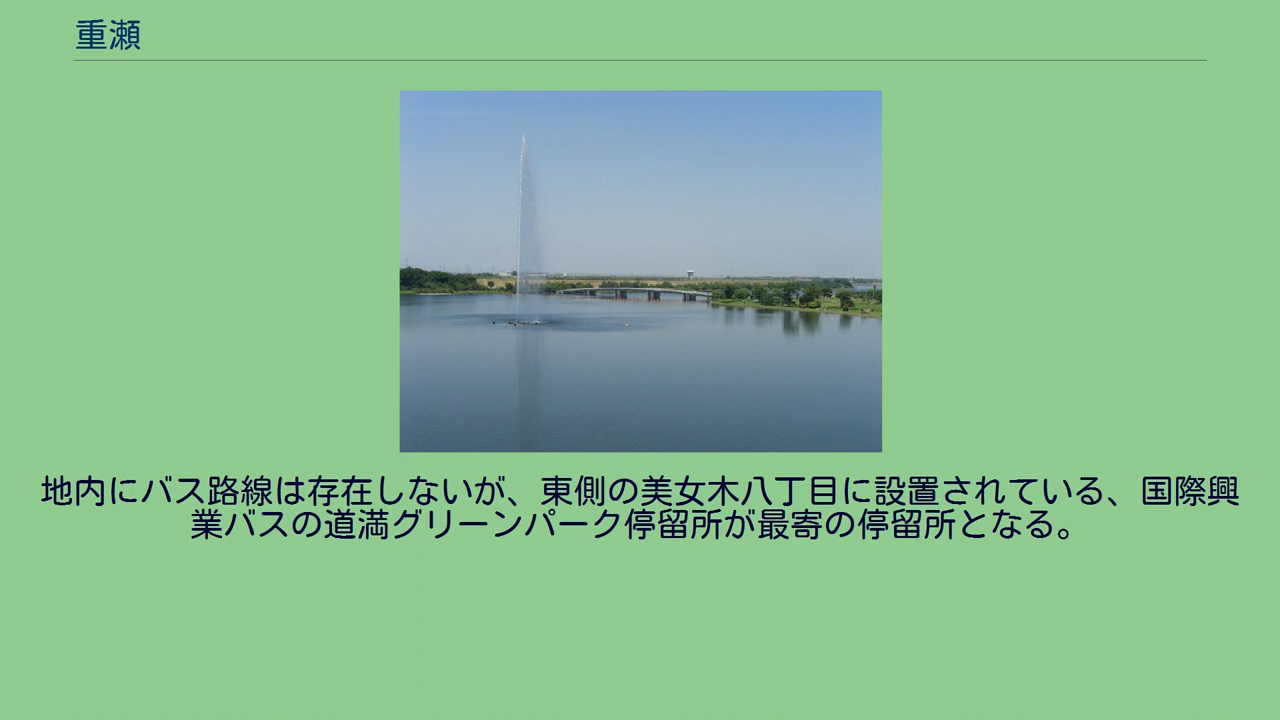 重瀬
地内にバス路線は存在しないが、東側の美女木八丁目に設置されている、国際興
業バスの道満グリーンパーク停留所が最寄の停留所となる。